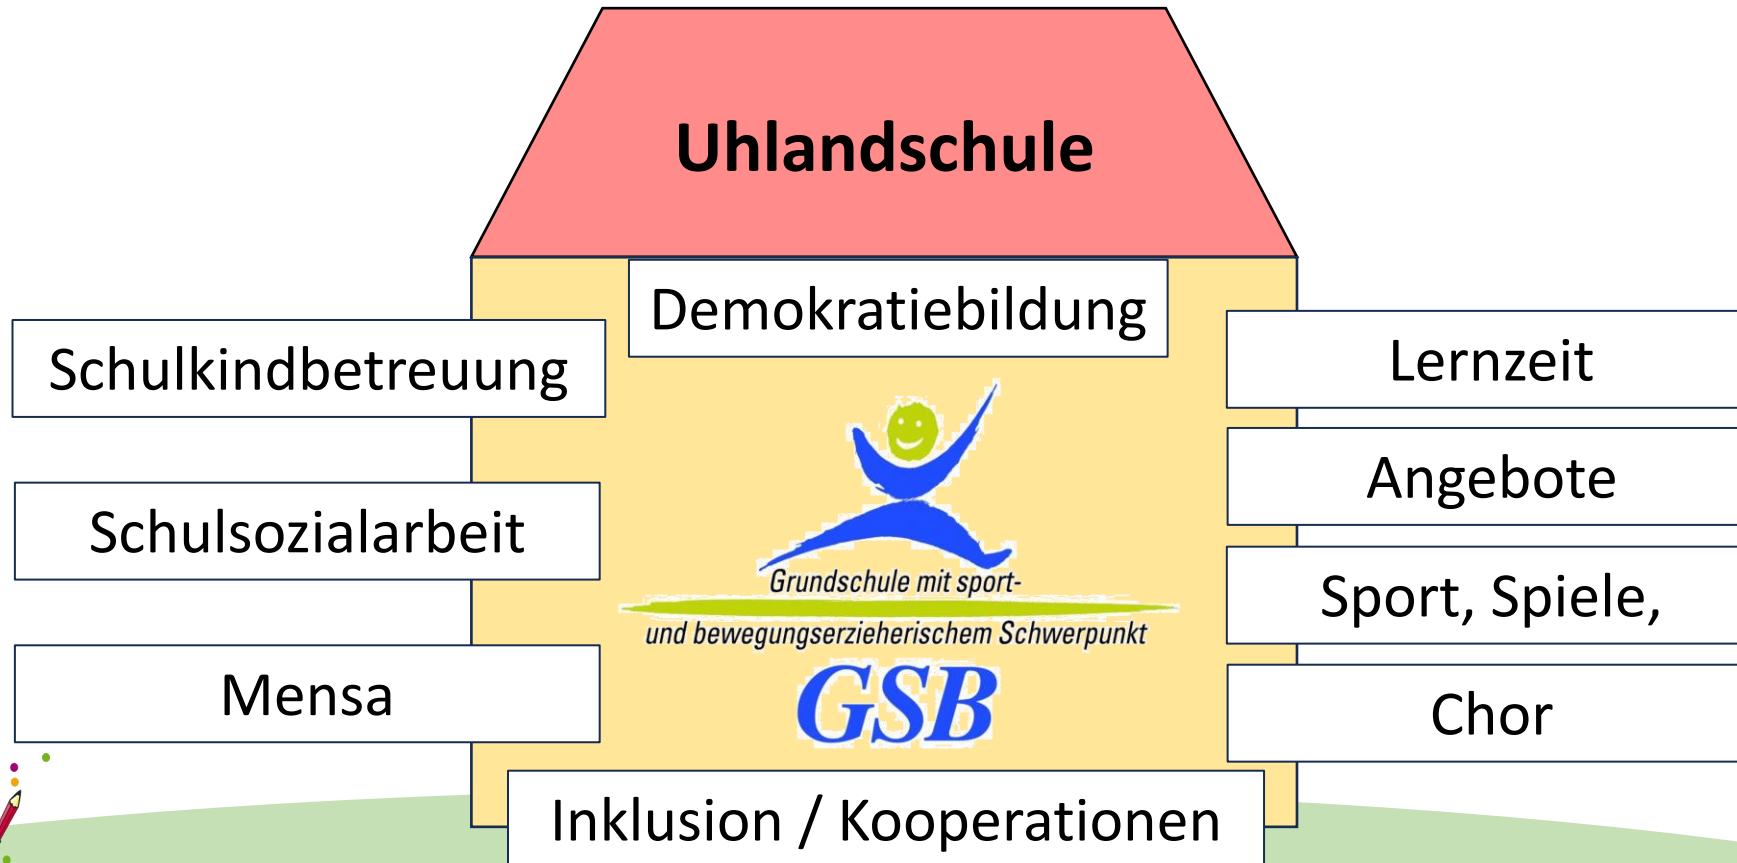 Uhlandschule
Demokratiebildung
Schulkindbetreuung
Schulsozialarbeit
Mensa
Grundschule mit sport-
und bewegungserzieherischem Schwerpunkt
GSB
Lernzeit
Angebote
Sport, Spiele,
Chor
Inklusion / Kooperationen